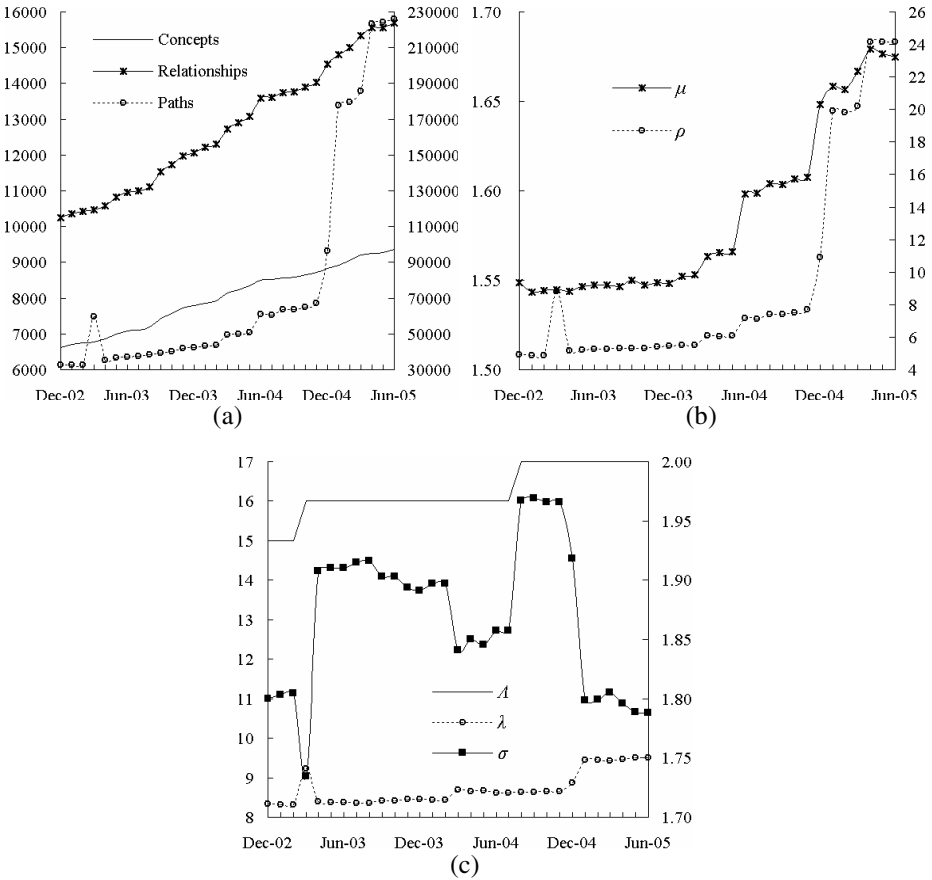 16000 230000
15000 210000
14000 190000
13000 170000
12000 150000
11000 130000
10000 110000
9000 90000
8000 70000
7000 50000
6000 30000
Concepts
Relationships
Paths
Dec-02 Jun-03 Dec-03 Jun-04 Dec-04 Jun-05
(a)
1.70 26
24
1.65 22
20
18
1.60 16
14
12
1.55 10
8
6
1.50 4
μ
ρ
Dec-02 Jun-03 Dec-03 Jun-04 Dec-04 Jun-05
(b)
17 2.00
16 1.95
15
14 1.90
13
12 1.85
11 1.80
10
9 1.75
8 1.70
Λ
λ
σ
Dec-02 Jun-03 Dec-03 Jun-04 Dec-04 Jun-05
(c)